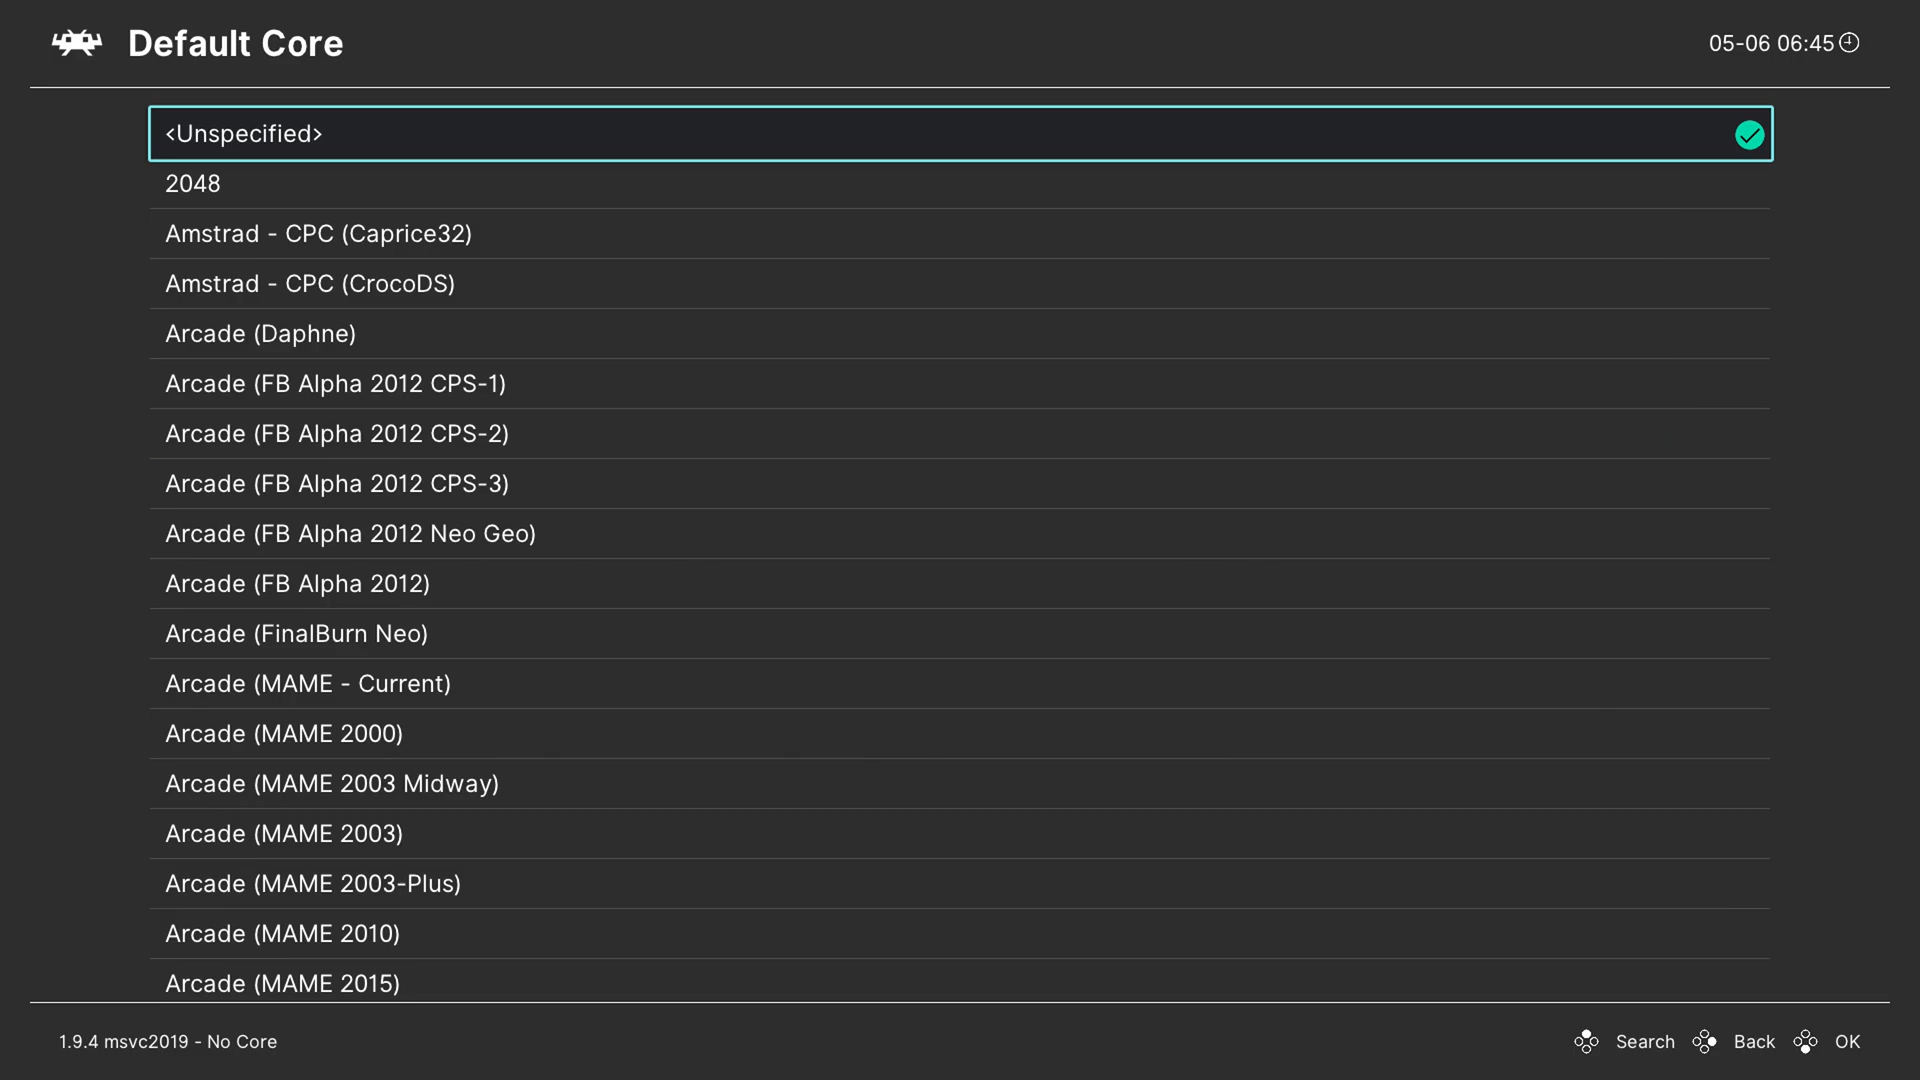 Default Core
05-06 06:45
<Unspecified>
2048
Amstrad - CPC (Caprice32)
Amstrad - CPC (CrocoDS)
Arcade (Daphne)
Arcade (FB Alpha 2012 CPS-1)
Arcade (FB Alpha 2012 CPS-2)
Arcade (FB Alpha 2012 CPS-3)
Arcade (FB Alpha 2012 Neo Geo)
Arcade (FB Alpha 2012)
Arcade (FinalBurn Neo)
Arcade (MAME - Current)
Arcade (MAME 2000)
Arcade (MAME 2003 Midway)
Arcade (MAME 2003)
Arcade (MAME 2003-Plus)
Arcade (MAME 2010)
Arcade (MAME 2015)
1.9.4 msvc2019 - No Core
Search Back OK